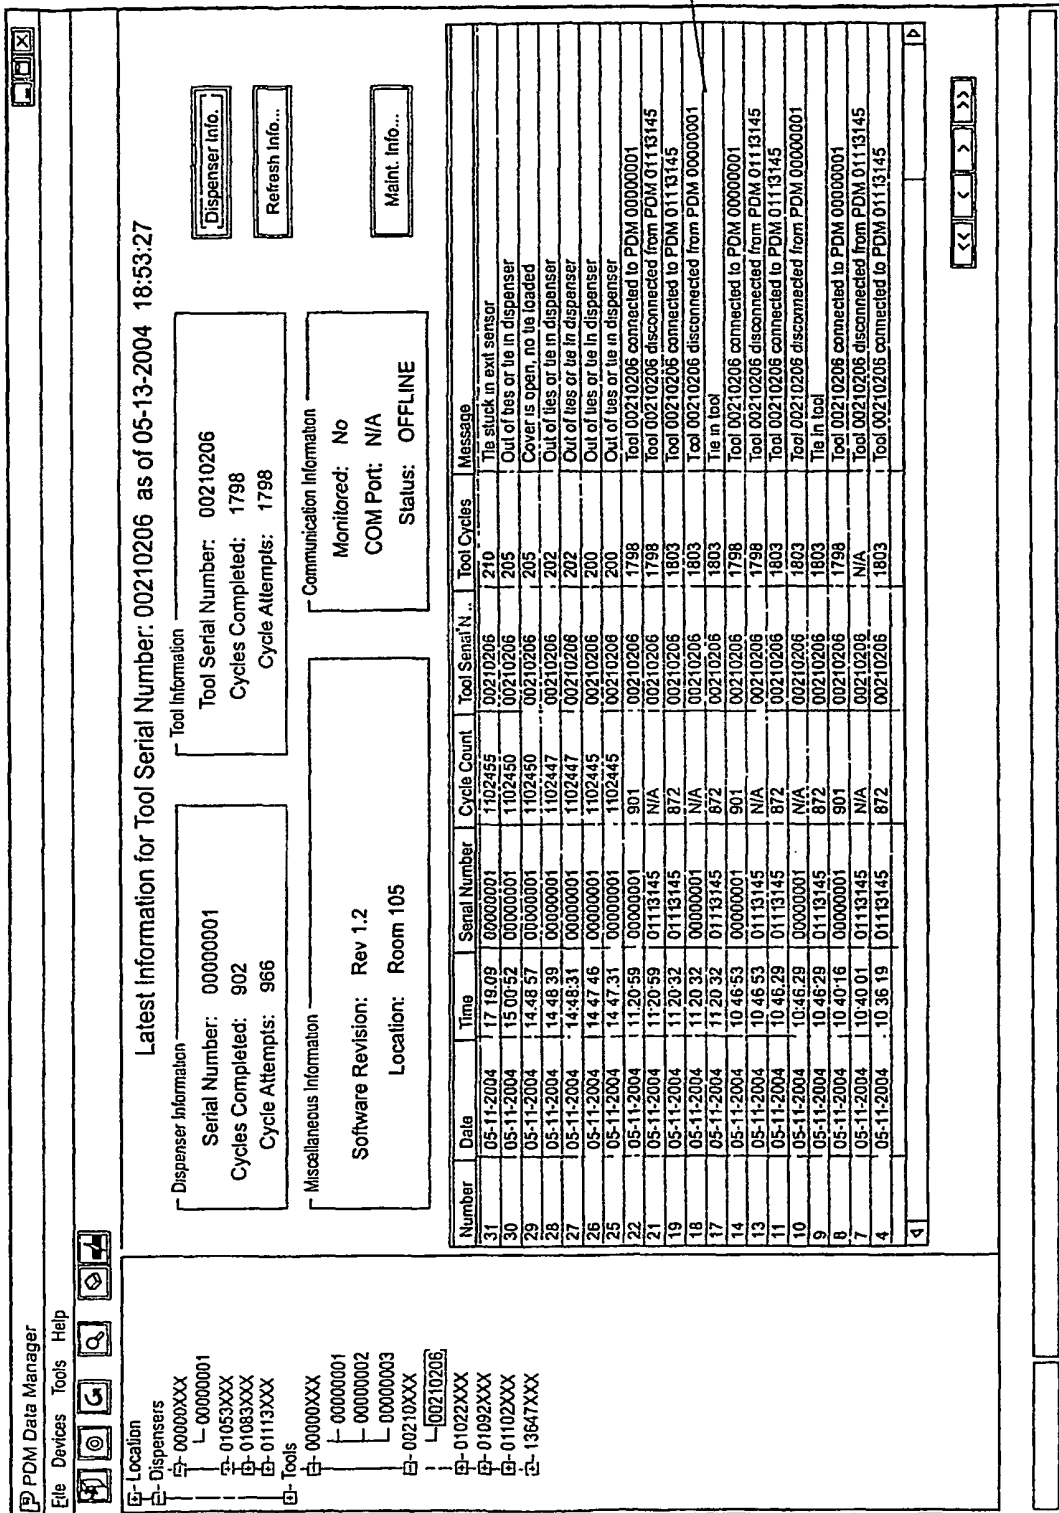 PDM Data Manager
File Devices Tools Help
Location
Dispensers
00000XXX
00000001
01053XXX
01083XXX
01113XXX
Tools
00000XXX
00000001
00000002
00000003
00210XXX
00210206
01022XXX
01092XXX
01102XXX
13647XXX
Latest Information for Tool Serial Number: 00210206 as of 05-13-2004 18:53:27
Dispenser Information
Serial Number: 00000001
Cycles Completed: 902
Cycle Attempts: 966
Tool Information
Tool Serial Number: 00210206
Cycles Completed: 1798
Cycle Attempts: 1798
Dispenser Info.
Refresh Info...
Maint. Info...
Miscellaneous Information
Software Revision: Rev 1.2
Location: Room 105
Communication Information
Monitored: No
COM Port: N/A
Status: OFFLINE
Number Date Time Serial Number Cycle Count Tool Serial N .. Tool Cycles Message
31 05-11-2004 17 19.09 00000001 1102455 00210206 210 Tie stuck in exit sensor
30 05-11-2004 15 00:52 00000001 1102450 00210206 205 Out of ties or tie in dispenser
29 05-11-2004 14.48 57 00000001 1102450 00210206 205 Cover is open, no tie loaded
28 05-11-2004 14 48 39 00000001 1102447 00210206 202 Out of ties or tie in dispenser
27 05-11-2004 14:48:31 00000001 1102447 00210206 202 Out of ties or tie in dispenser
26 05-11-2004 14 47 46 00000001 1102445 00210206 200 Out of ties or tie in dispenser
25 05-11-2004 14 47.31 00000001 1102445 00210206 200 Out of ties or tie in dispenser
22 05-11-2004 11:20:59 00000001 901 00210206 1798 Tool 00210206 connected to PDM 00000001
21 05-11-2004 11:20:59 01113145 N/A 00210206 1798 Tool 00210206 disconnected from PDM 01113145
19 05-11-2004 11:20:32 01113145 872 00210206 1803 Tool 00210206 connected to PDM 01113145
18 05-11-2004 11 20 32 00000001 N/A 00210206 1803 Tool 00210206 disconnected from PDM 00000001
17 05-11-2004 11.20'32 01113145 872 00210206 1803 Tie in tool
14 05-11-2004 10 46:53 00000001 901 00210206 1798 Tool 00210206 connected to PDM 00000001
13 05-11-2004 10 46 53 01113145 N/A 00210206 1798 Tool 00210206 disconnected from PDM 01113145
11 05-11-2004 10 46.29 01113145 872 00210206 1803 Tool 00210206 connected to PDM 01113145
10 05-11-2004 10:46.29 00000001 N/A 00210206 1803 Tool 00210206 disconnected from PDM 00000001
9 05-11-2004 10 46:29 01113145 872 00210206 1803 Tie in tool
8 05-11-2004 10 40:16 00000001 901 00210206 1798 Tool 00210206 connected to PDM 00000001
7 05-11-2004 10:40 01 01113145 N/A 00210206 N/A Tool 00210206 disconnected from PDM 01113145
4 05-11-2004 10 36 19 01113145 872 00210206 1803 Tool 00210206 connected to PDM 01113145
<< < > >>